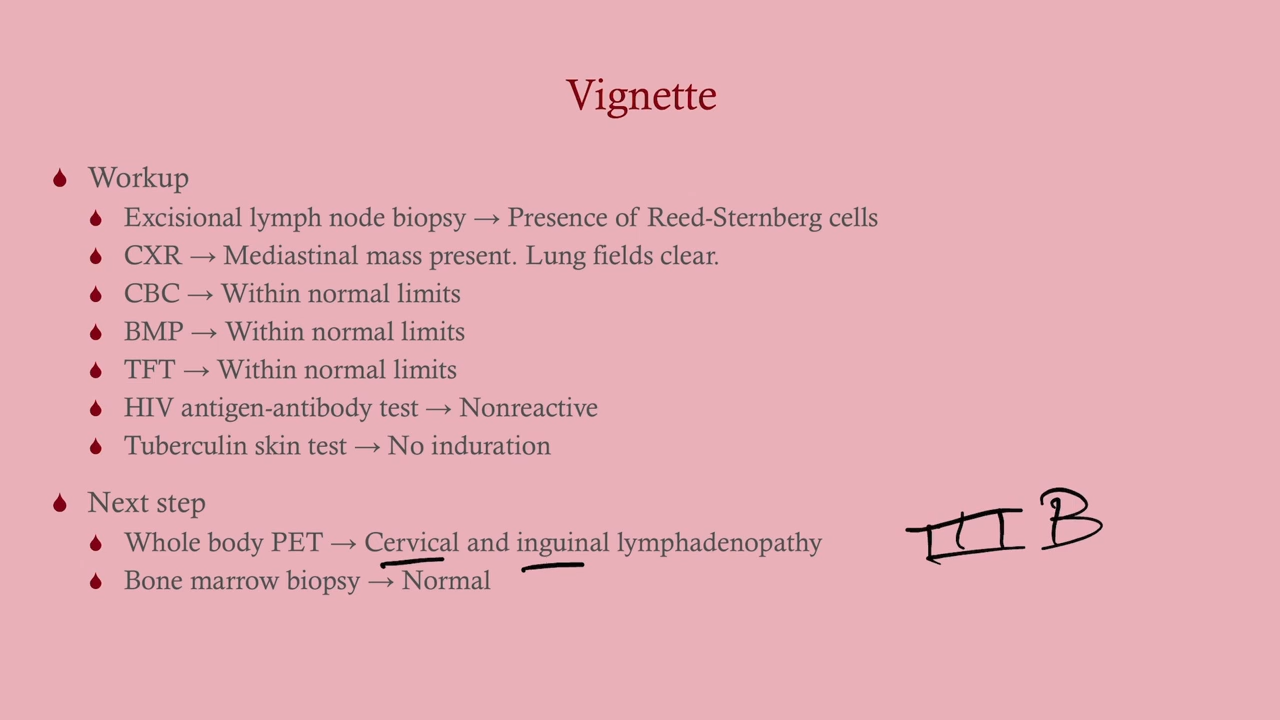 Vignette
Workup
Excisional lymph node biopsy → Presence of Reed-Sternberg cells
CXR → Mediastinal mass present. Lung fields clear.
CBC → Within normal limits
BMP → Within normal limits
TFT → Within normal limits
HIV antigen-antibody test → Nonreactive
Tuberculin skin test → No induration
Next step
Whole body PET → Cervical and inguinal lymphadenopathy
III B
Bone marrow biopsy → Normal